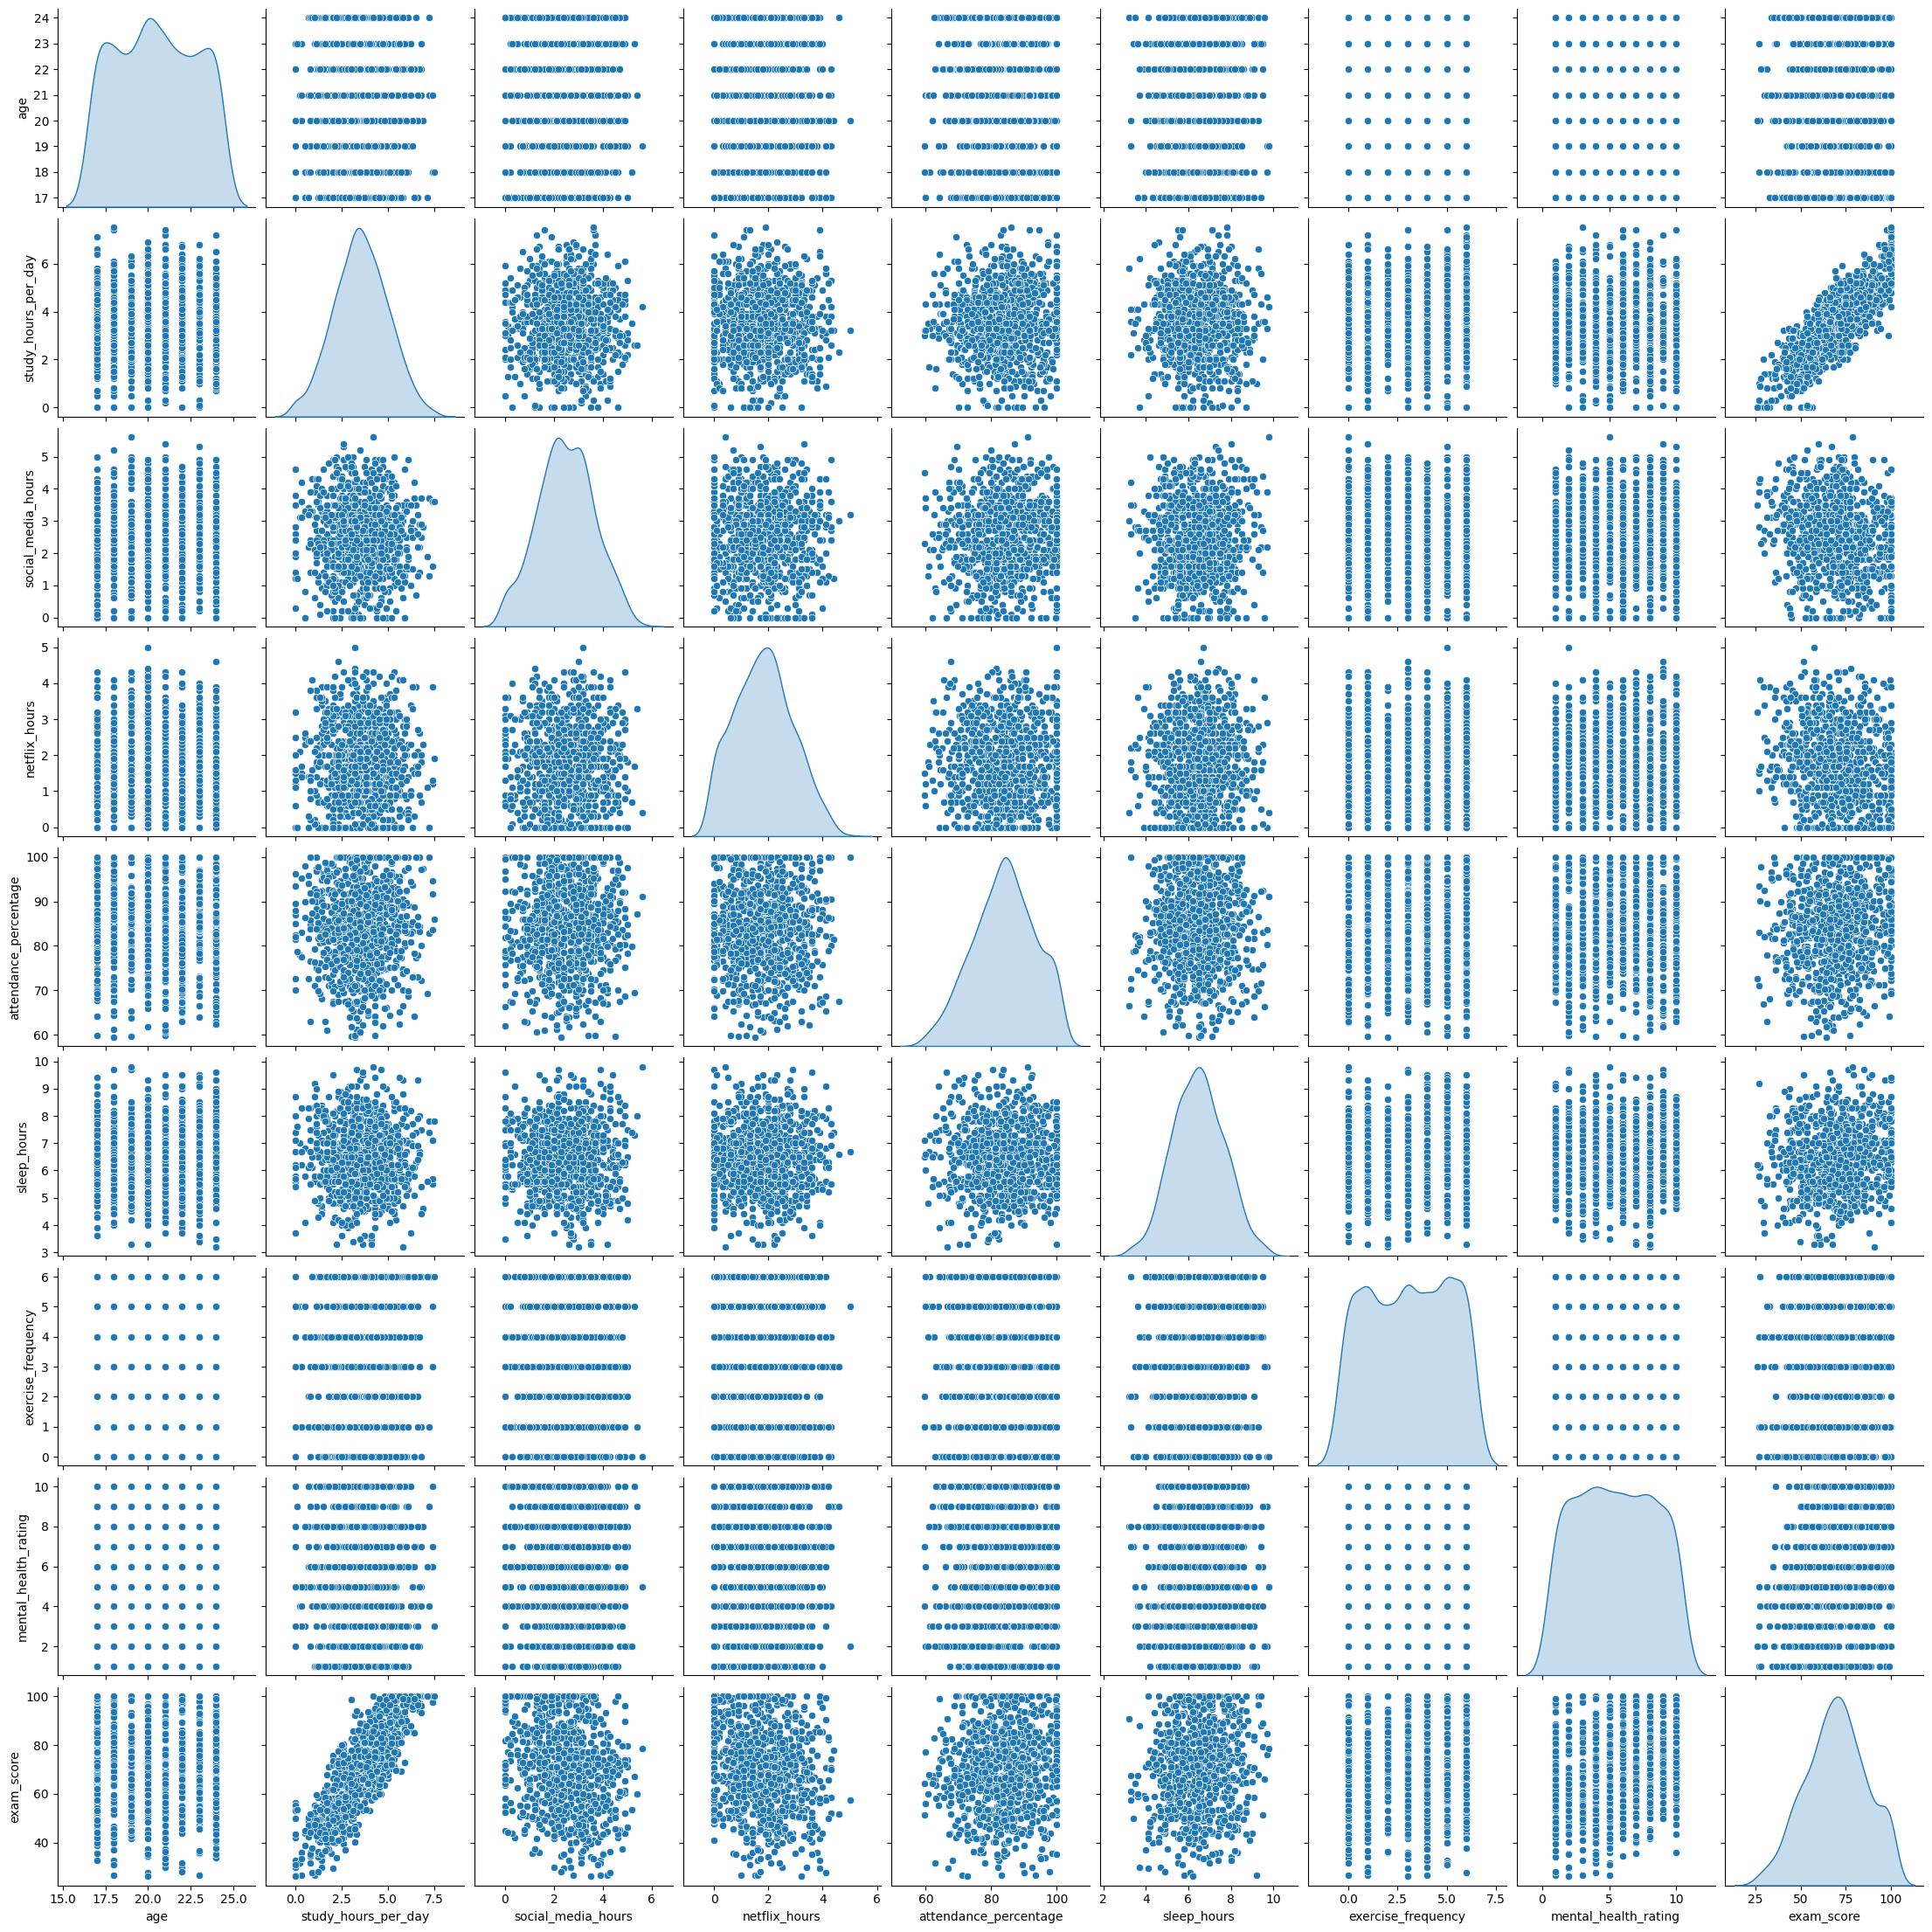 24
23
22
21
20
19
18
17
age
6
4
2
0
study_hours_per_day
5
4
3
2
1
0
social_media_hours
5
4
3
2
1
0
netflix_hours
100
90
80
70
60
attendance_percentage
10
9
8
7
6
5
4
3
sleep_hours
6
5
4
3
2
1
0
exercise_frequency
10
8
6
4
2
mental_health_rating
100
80
60
40
exam_score
15.0 17.5 20.0 22.5 25.0
age
0.0 2.5 5.0 7.5
study_hours_per_day
0 2 4 6
social_media_hours
0 2 4 6
netflix_hours
60 80 100
attendance_percentage
2 4 6 8 10
sleep_hours
0.0 2.5 5.0 7.5
exercise_frequency
0 5 10
mental_health_rating
25 50 75 100
exam_score